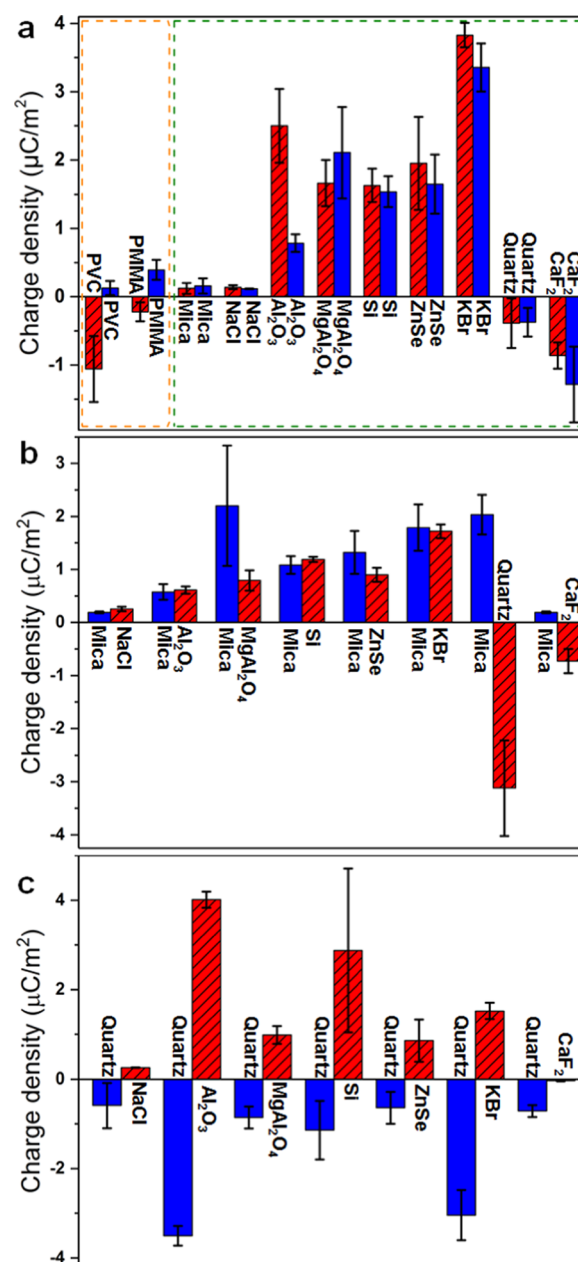 a
Charge density (μC/m²)
4
3
2
1
0
-1
PVC
PVC
PMMA
PMMA
Mica
Mica
NaCl
NaCl
Al₂O₃
Al₂O₃
MgAl₂O₄
MgAl₂O₄
Si
Si
ZnSe
ZnSe
KBr
KBr
Quartz
Quartz
CaF₂
CaF₂
b
Charge density (μC/m²)
3
2
1
0
-1
-2
-3
-4
Mica
NaCl
Mica
Al₂O₃
Mica
MgAl₂O₄
Mica
Si
Mica
ZnSe
Mica
KBr
Mica
Quartz
Mica
CaF₂
c
Charge density (μC/m²)
4
2
0
-2
-4
Quartz
NaCl
Quartz
Al₂O₃
Quartz
MgAl₂O₄
Quartz
Si
Quartz
ZnSe
Quartz
KBr
Quartz
CaF₂